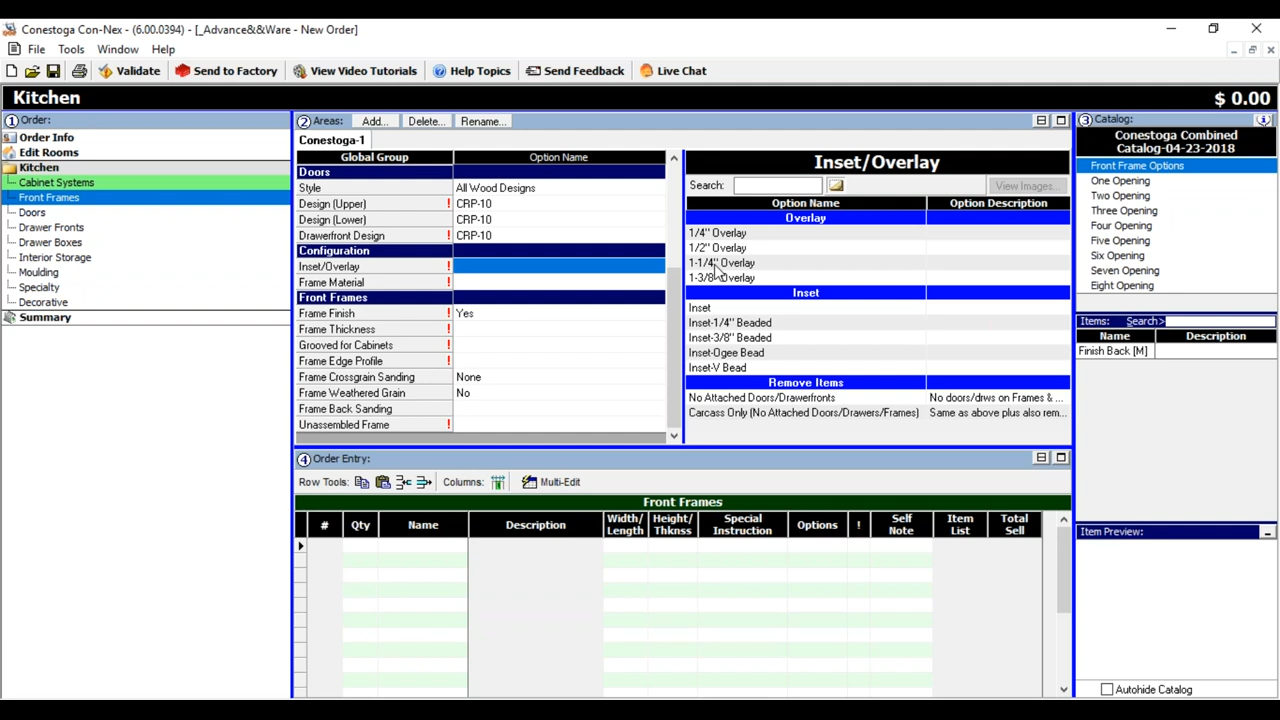 Conestoga Con-Nex - (6.00.0394) - [_Advance&&Ware - New Order]
File Tools Window Help
Validate Send to Factory View Video Tutorials Help Topics Send Feedback Live Chat
Kitchen $ 0.00
1 Order:
Order Info
Edit Rooms
Kitchen
Cabinet Systems
Front Frames
Doors
Drawer Fronts
Drawer Boxes
Interior Storage
Moulding
Specialty
Decorative
Summary
2 Areas: Add... Delete... Rename...
Conestoga-1
Global Group Option Name
Doors
Style All Wood Designs
Design (Upper) ! CRP-10
Design (Lower) ! CRP-10
Drawerfront Design ! CRP-10
Configuration
Inset/Overlay !
Frame Material !
Front Frames
Frame Finish ! Yes
Frame Thickness !
Grooved for Cabinets !
Frame Edge Profile !
Frame Crossgrain Sanding None
Frame Weathered Grain No
Frame Back Sanding
Unassembled Frame !
Inset/Overlay
Search: View Images...
Option Name Option Description
Overlay
1/4" Overlay
1/2" Overlay
1-1/4" Overlay
1-3/8" Overlay
Inset
Inset
Inset-1/4" Beaded
Inset-3/8" Beaded
Inset-Ogee Bead
Inset-V Bead
Remove Items
No Attached Doors/Drawerfronts No doors/drws on Frames & ...
Carcass Only (No Attached Doors/Drawers/Frames) Same as above plus also rem...
3 Catalog:
Conestoga Combined
Catalog-04-23-2018
Front Frame Options
One Opening
Two Opening
Three Opening
Four Opening
Five Opening
Six Opening
Seven Opening
Eight Opening
Items: Search>
Name Description
Finish Back [M]
4 Order Entry:
Row Tools: Columns: Multi-Edit
Front Frames
# Qty Name Description Width/ Length Height/ Thknss Special Instruction Options ! Self Note Item List Total Sell
Item Preview:
Autohide Catalog